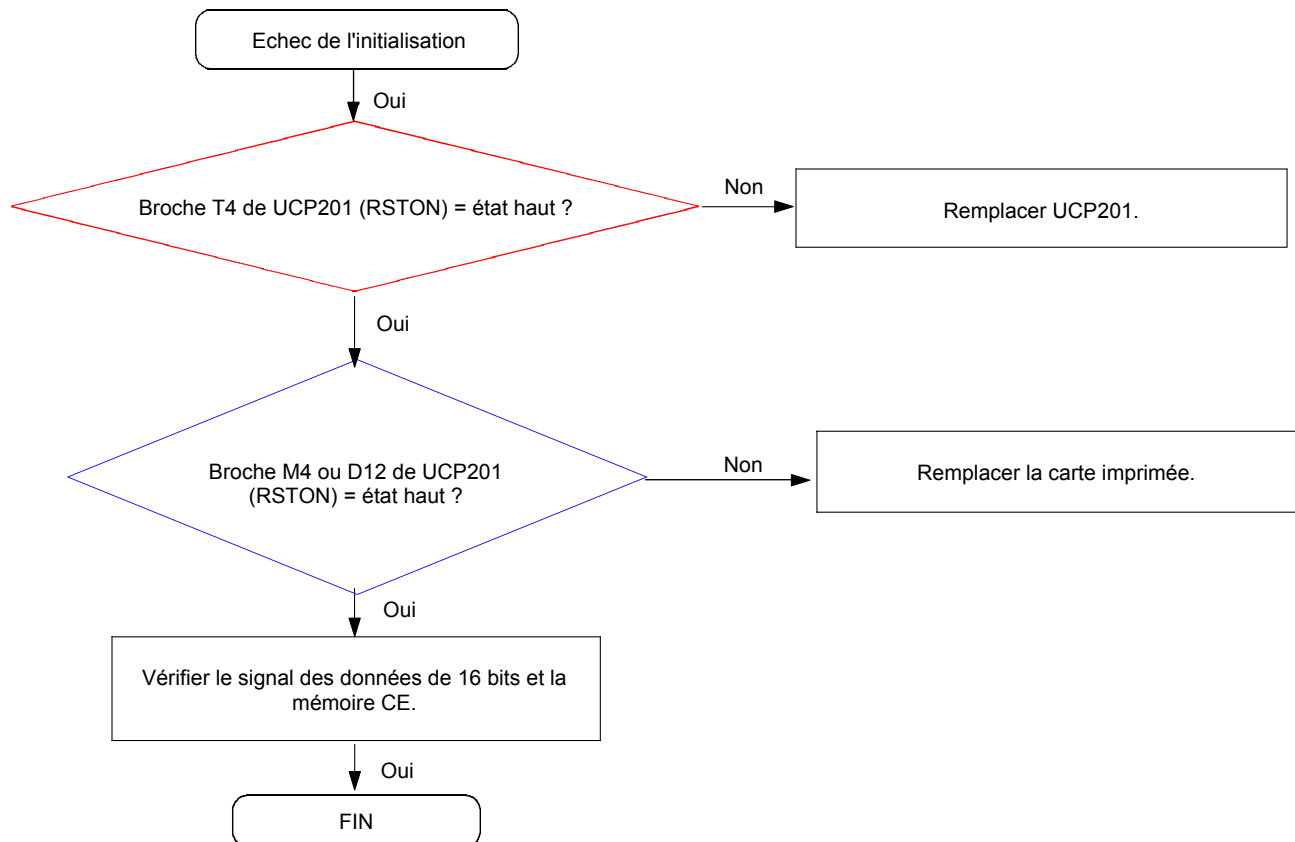 Echec de l'initialisation
Oui
Broche T4 de UCP201 (RSTON) = état haut ?
Non
Remplacer UCP201.
Oui
Broche M4 ou D12 de UCP201
(RSTON) = état haut ?
Non
Remplacer la carte imprimée.
Oui
Vérifier le signal des données de 16 bits et la
mémoire CE.
Oui
FIN